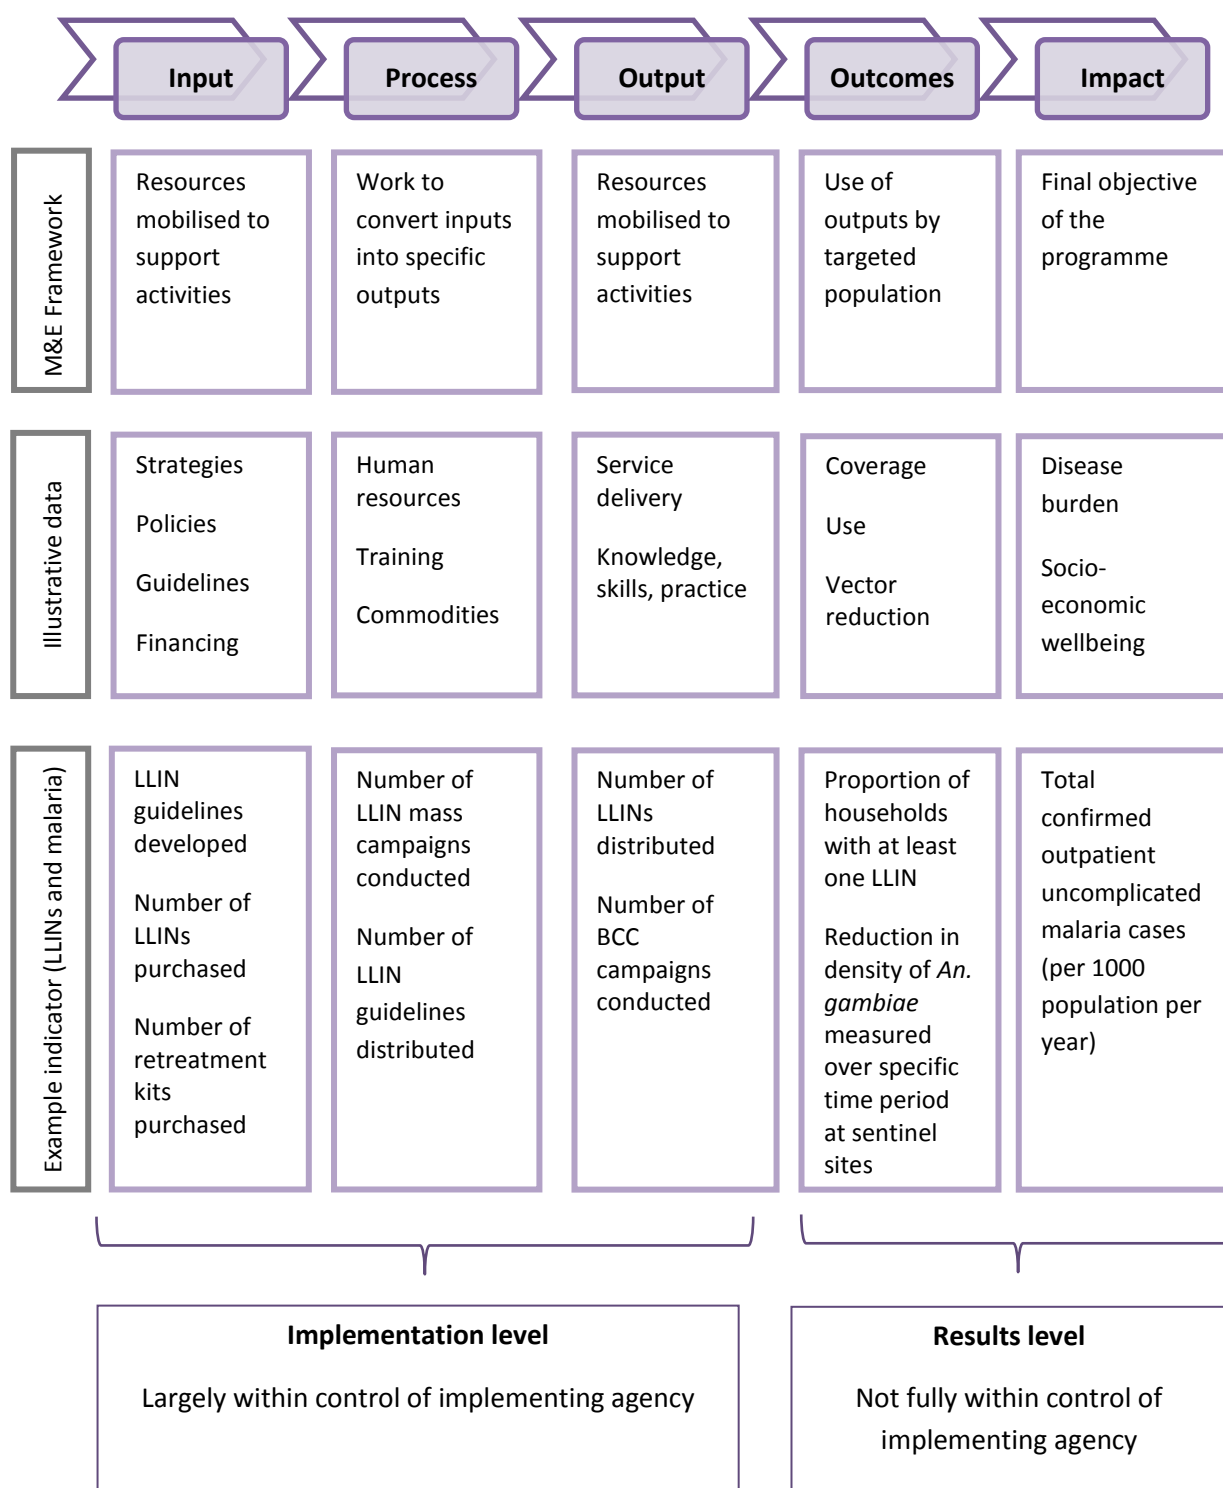 Input
Process
Output
Outcomes
Impact
M&E Framework
Resources
mobilised to
support
activities
Work to
convert inputs
into specific
outputs
Resources
mobilised to
support
activities
Use of
outputs by
targeted
population
Final objective
of the
programme
Illustrative data
Strategies
Policies
Guidelines
Financing
Human
resources
Training
Commodities
Service
delivery
Knowledge,
skills, practice
Coverage
Use
Vector
reduction
Disease
burden
Socio-
economic
wellbeing
Example indicator (LLINs and malaria)
LLIN
guidelines
developed
Number of
LLINs
purchased
Number of
retreatment
kits
purchased
Number of
LLIN mass
campaigns
conducted
Number of
LLIN
guidelines
distributed
Number of
LLINs
distributed
Number of
BCC
campaigns
conducted
Proportion of
households
with at least
one LLIN
Reduction in
density of An.
gambiae
measured
over specific
time period
at sentinel
sites
Total
confirmed
outpatient
uncomplicated
malaria cases
(per 1000
population per
year)
Implementation level
Largely within control of implementing agency
Results level
Not fully within control of
implementing agency